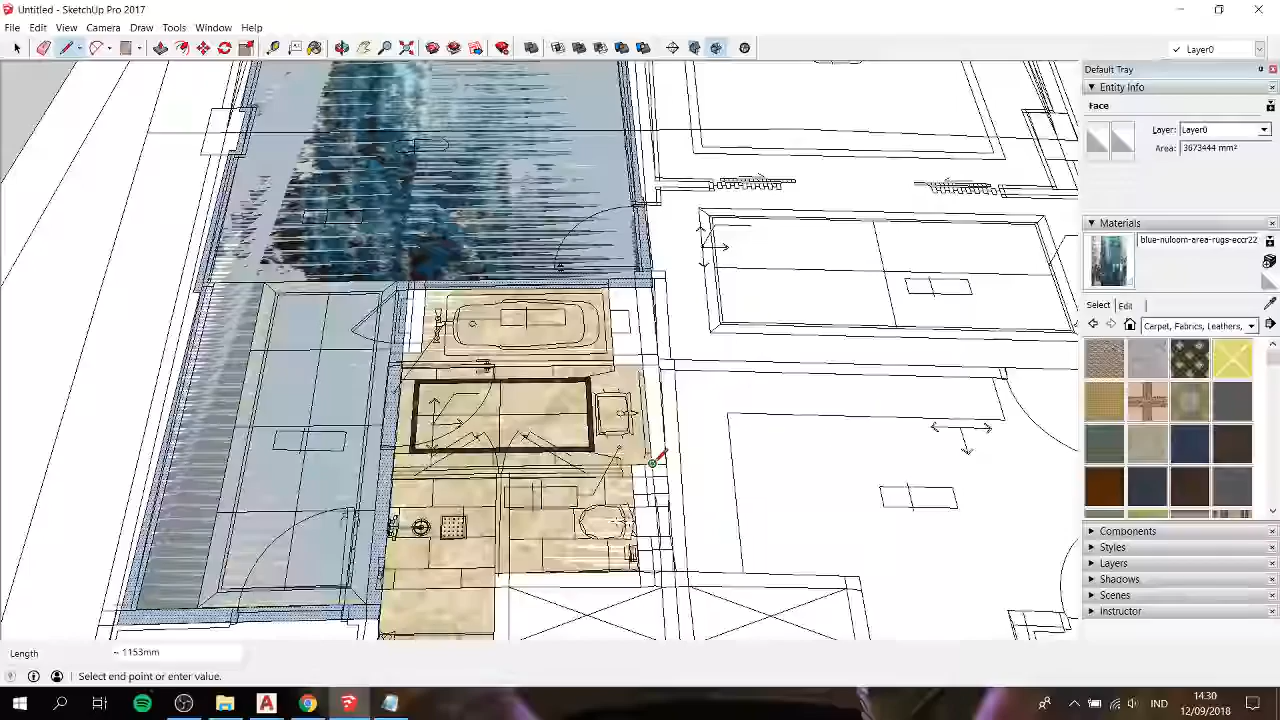 Untitled - SketchUp Pro 2017
File Edit View Camera Draw Tools Window Help
Layer0
Default Tray
Entity Info
Face
Layer: Layer0
Area: 3673444 mm²
Materials
blue-nuloom-area-rugs-eccr22
Select Edit
Carpet, Fabrics, Leathers,
Components
Styles
Layers
Shadows
Scenes
Instructor
Length ~ 1153mm
Select end point or enter value.
IND
14.30
12/09/2018